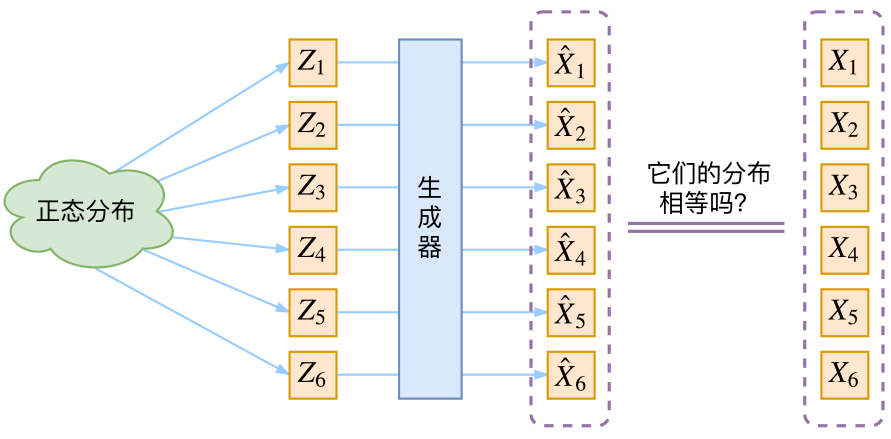 正态分布
Z₁
Z₂
Z₃
Z₄
Z₅
Z₆
生
成
器
X̂₁
X̂₂
X̂₃
X̂₄
X̂₅
X̂₆
它们的分布
相等吗？
X₁
X₂
X₃
X₄
X₅
X₆